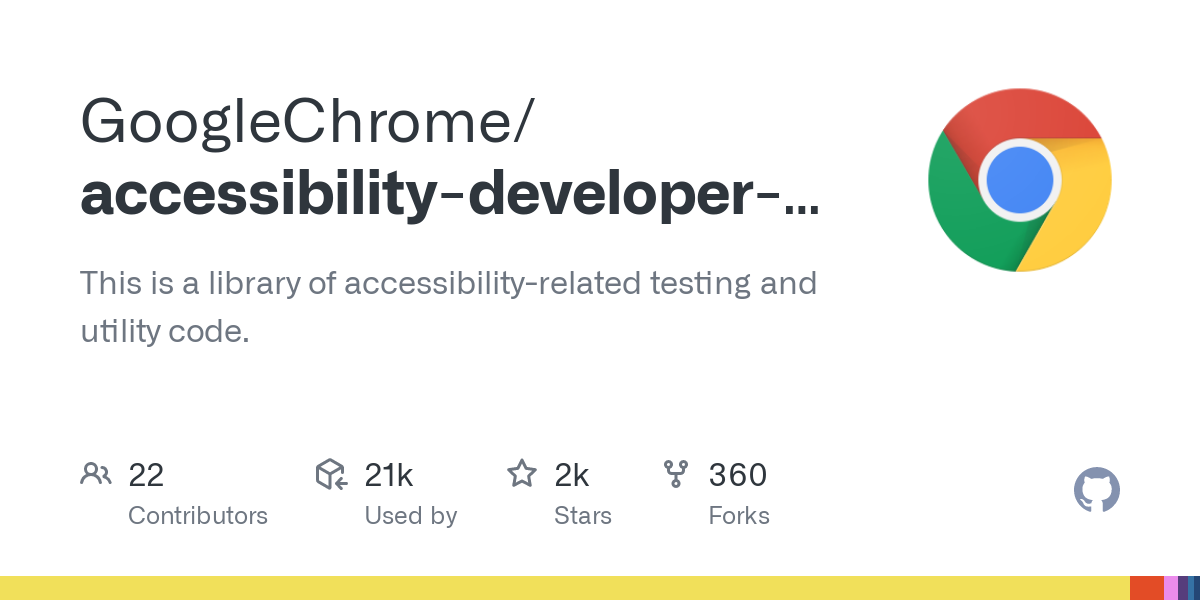 GoogleChrome/
accessibility-developer-...
This is a library of accessibility-related testing and
utility code.
22
Contributors
21k
Used by
2k
Stars
360
Forks